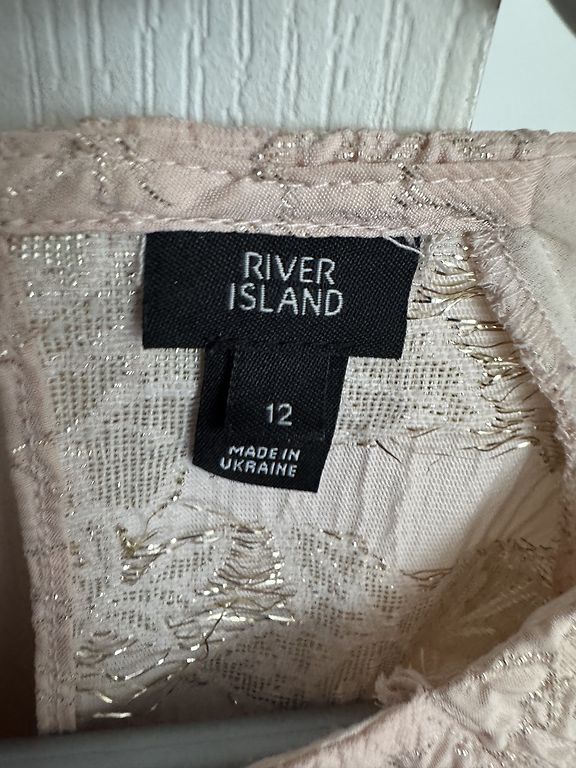 RIVER
ISLAND
12
MADE IN
UKRAINE